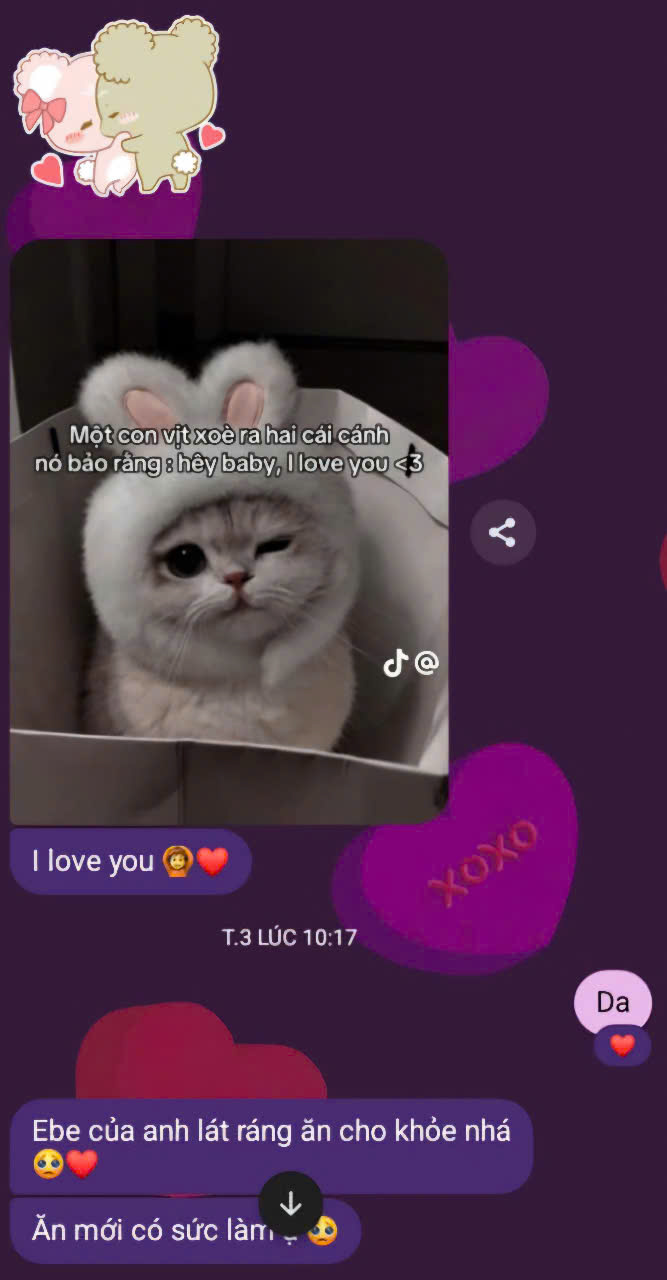 Một con vịt xoè ra hai cái cánh
nó bảo rằng : hêy baby, I love you <3
@
I love you 🙆♥️
XOXO
T.3 LÚC 10:17
Da
♥️
Ebe của anh lát ráng ăn cho khỏe nhá
🥺♥️
Ăn mới có sức làm 🥺